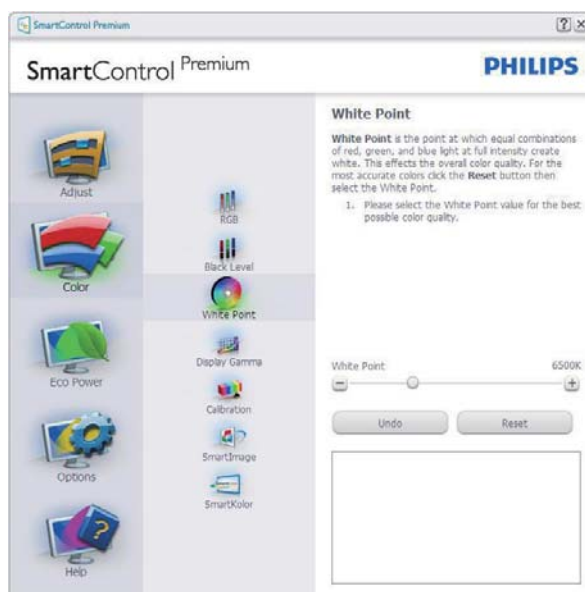 SmartControl Premium
SmartControl Premium
PHILIPS
Adjust
Color
Eco Power
Options
Help
RGB
Black Level
White Point
Display Gamma
Calibration
SmartImage
SmartKolor
White Point
White Point is the point at which equal combinations
of red, green, and blue light at full intensity create
white. This effects the overall color quality. For the
most accurate colors click the Reset button then
select the White Point.
1. Please select the White Point value for the best
possible color quality.
White Point 6500K
Undo Reset